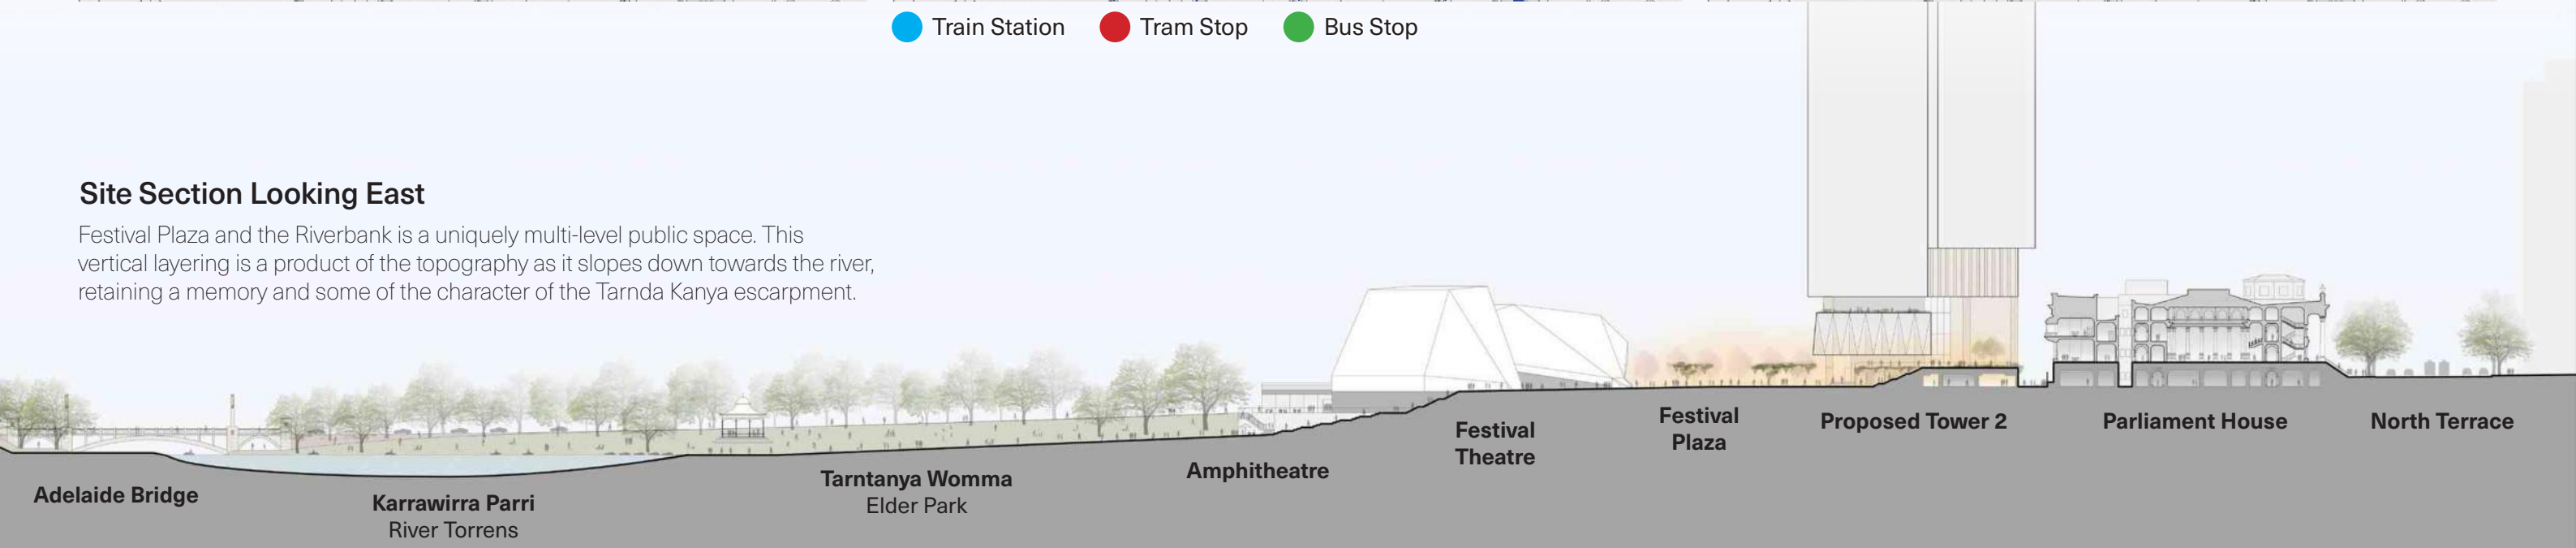 Train Station
Tram Stop
Bus Stop
Site Section Looking East
Festival Plaza and the Riverbank is a uniquely multi-level public space. This
vertical layering is a product of the topography as it slopes down towards the river,
retaining a memory and some of the character of the Tarnda Kanya escarpment.
Adelaide Bridge
Karrawirra Parri
River Torrens
Tarntanya Womma
Elder Park
Amphitheatre
Festival
Theatre
Festival
Plaza
Proposed Tower 2
Parliament House
North Terrace